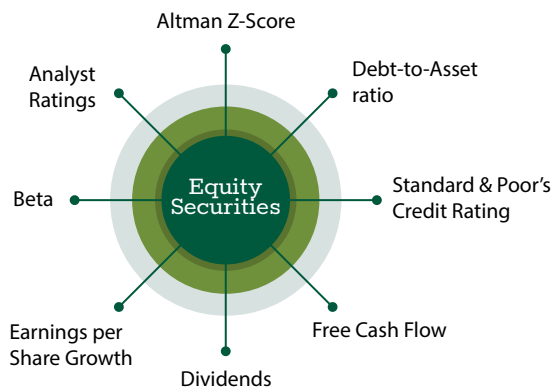 Altman Z-Score
Analyst
Ratings
Debt-to-Asset
ratio
Equity
Securities
Beta
Standard & Poor's
Credit Rating
Earnings per
Share Growth
Free Cash Flow
Dividends